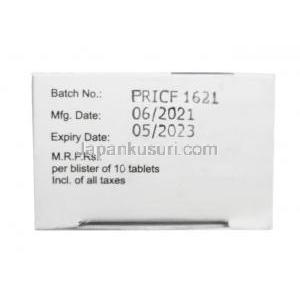 Batch No.: PRICF 1621
Mfg. Date: 06/2021
Expiry Date: 05/2023
M.R.P.Rs.
per blister of 10 tablets
Incl. of all taxes
Japankusuri.com